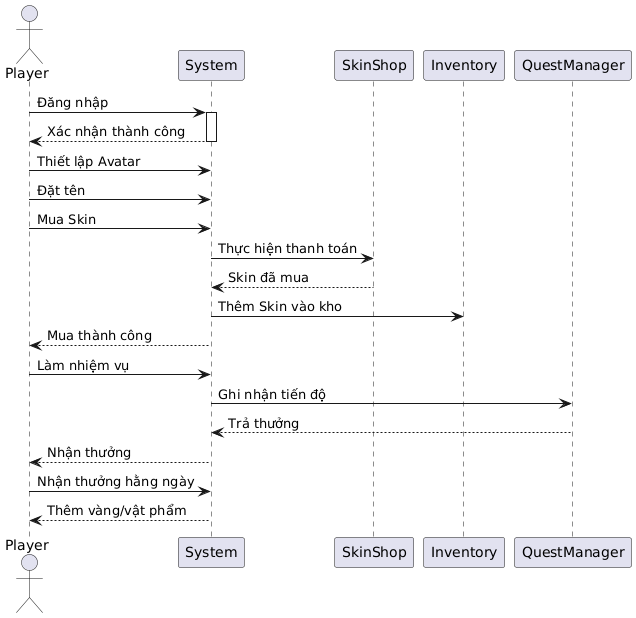 Player
System
SkinShop
Inventory
QuestManager
Đăng nhập
Xác nhận thành công
Thiết lập Avatar
Đặt tên
Mua Skin
Thực hiện thanh toán
Skin đã mua
Thêm Skin vào kho
Mua thành công
Làm nhiệm vụ
Ghi nhận tiến độ
Trả thưởng
Nhận thưởng
Nhận thưởng hằng ngày
Thêm vàng/vật phẩm
Player
System
SkinShop
Inventory
QuestManager